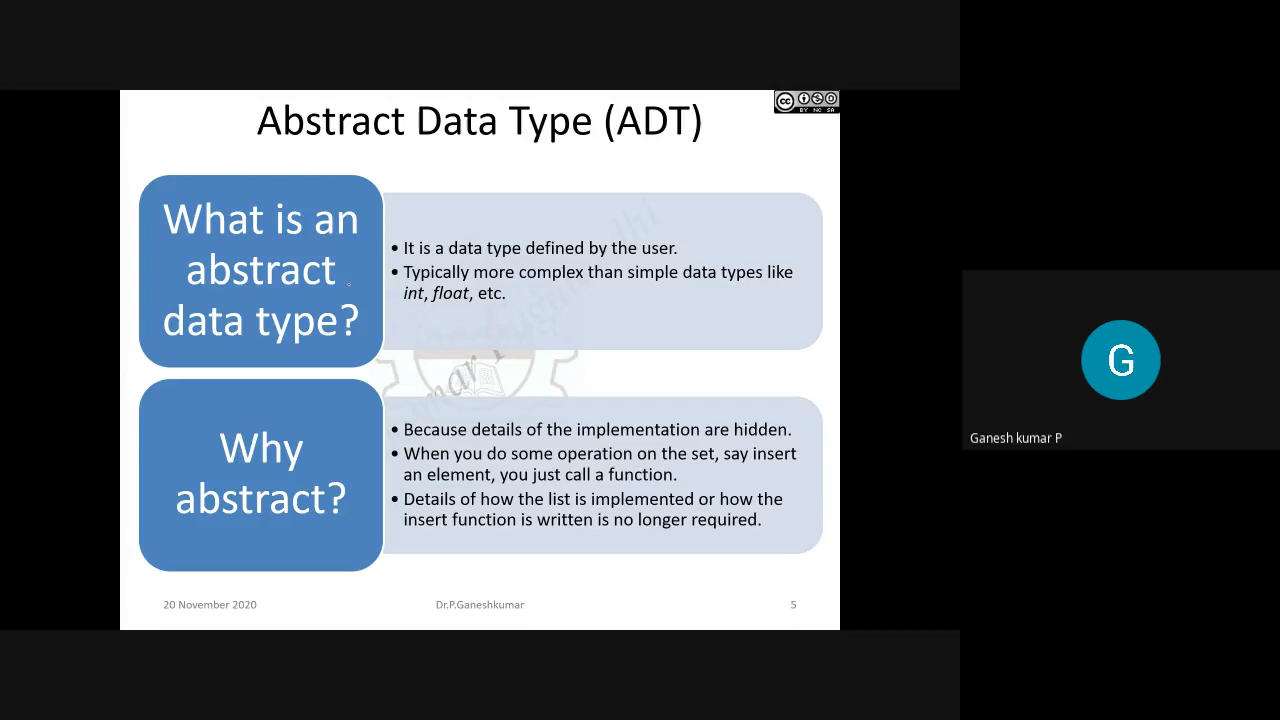 Abstract Data Type (ADT)
cc
BY NC SA
What is an
abstract
data type?
• It is a data type defined by the user.
• Typically more complex than simple data types like
int, float, etc.
Why
abstract?
• Because details of the implementation are hidden.
• When you do some operation on the set, say insert
an element, you just call a function.
• Details of how the list is implemented or how the
insert function is written is no longer required.
20 November 2020
Dr.P.Ganeshkumar
5
G
Ganesh kumar P